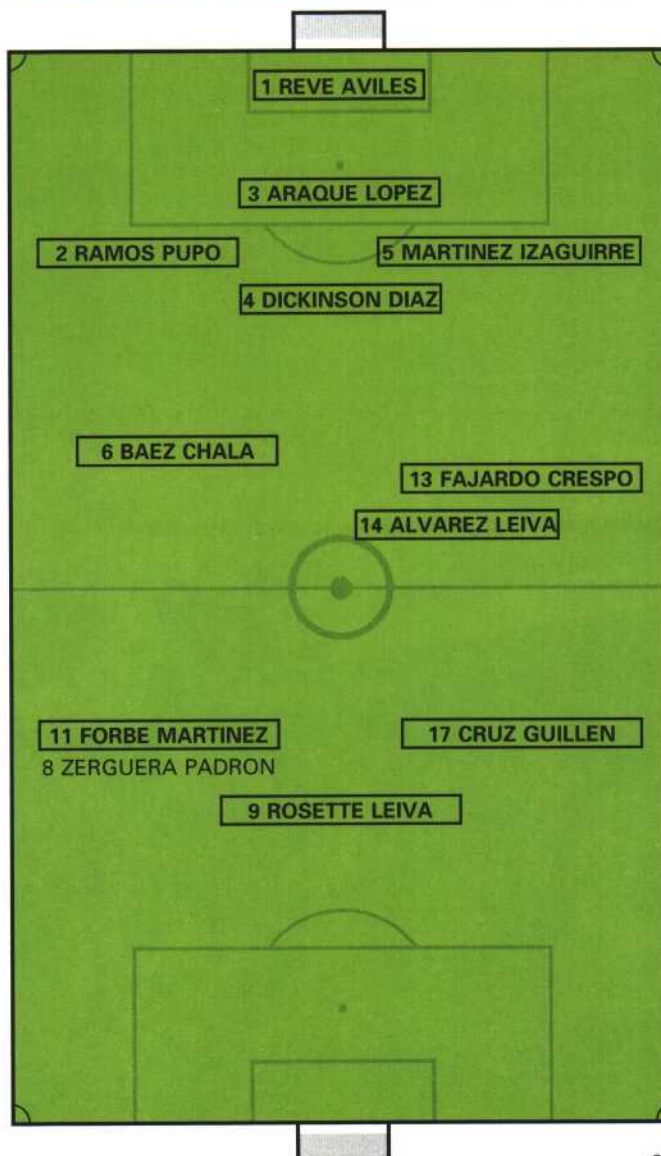 1 REVE AVILES
3 ARAQUE LOPEZ
2 RAMOS PUPO
5 MARTINEZ IZAGUIRRE
4 DICKINSON DIAZ
6 BAEZ CHALA
13 FAJARDO CRESPO
14 ALVAREZ LEIVA
11 FORBE MARTINEZ
8 ZERGUERA PADRON
17 CRUZ GUILLEN
9 ROSETTE LEIVA